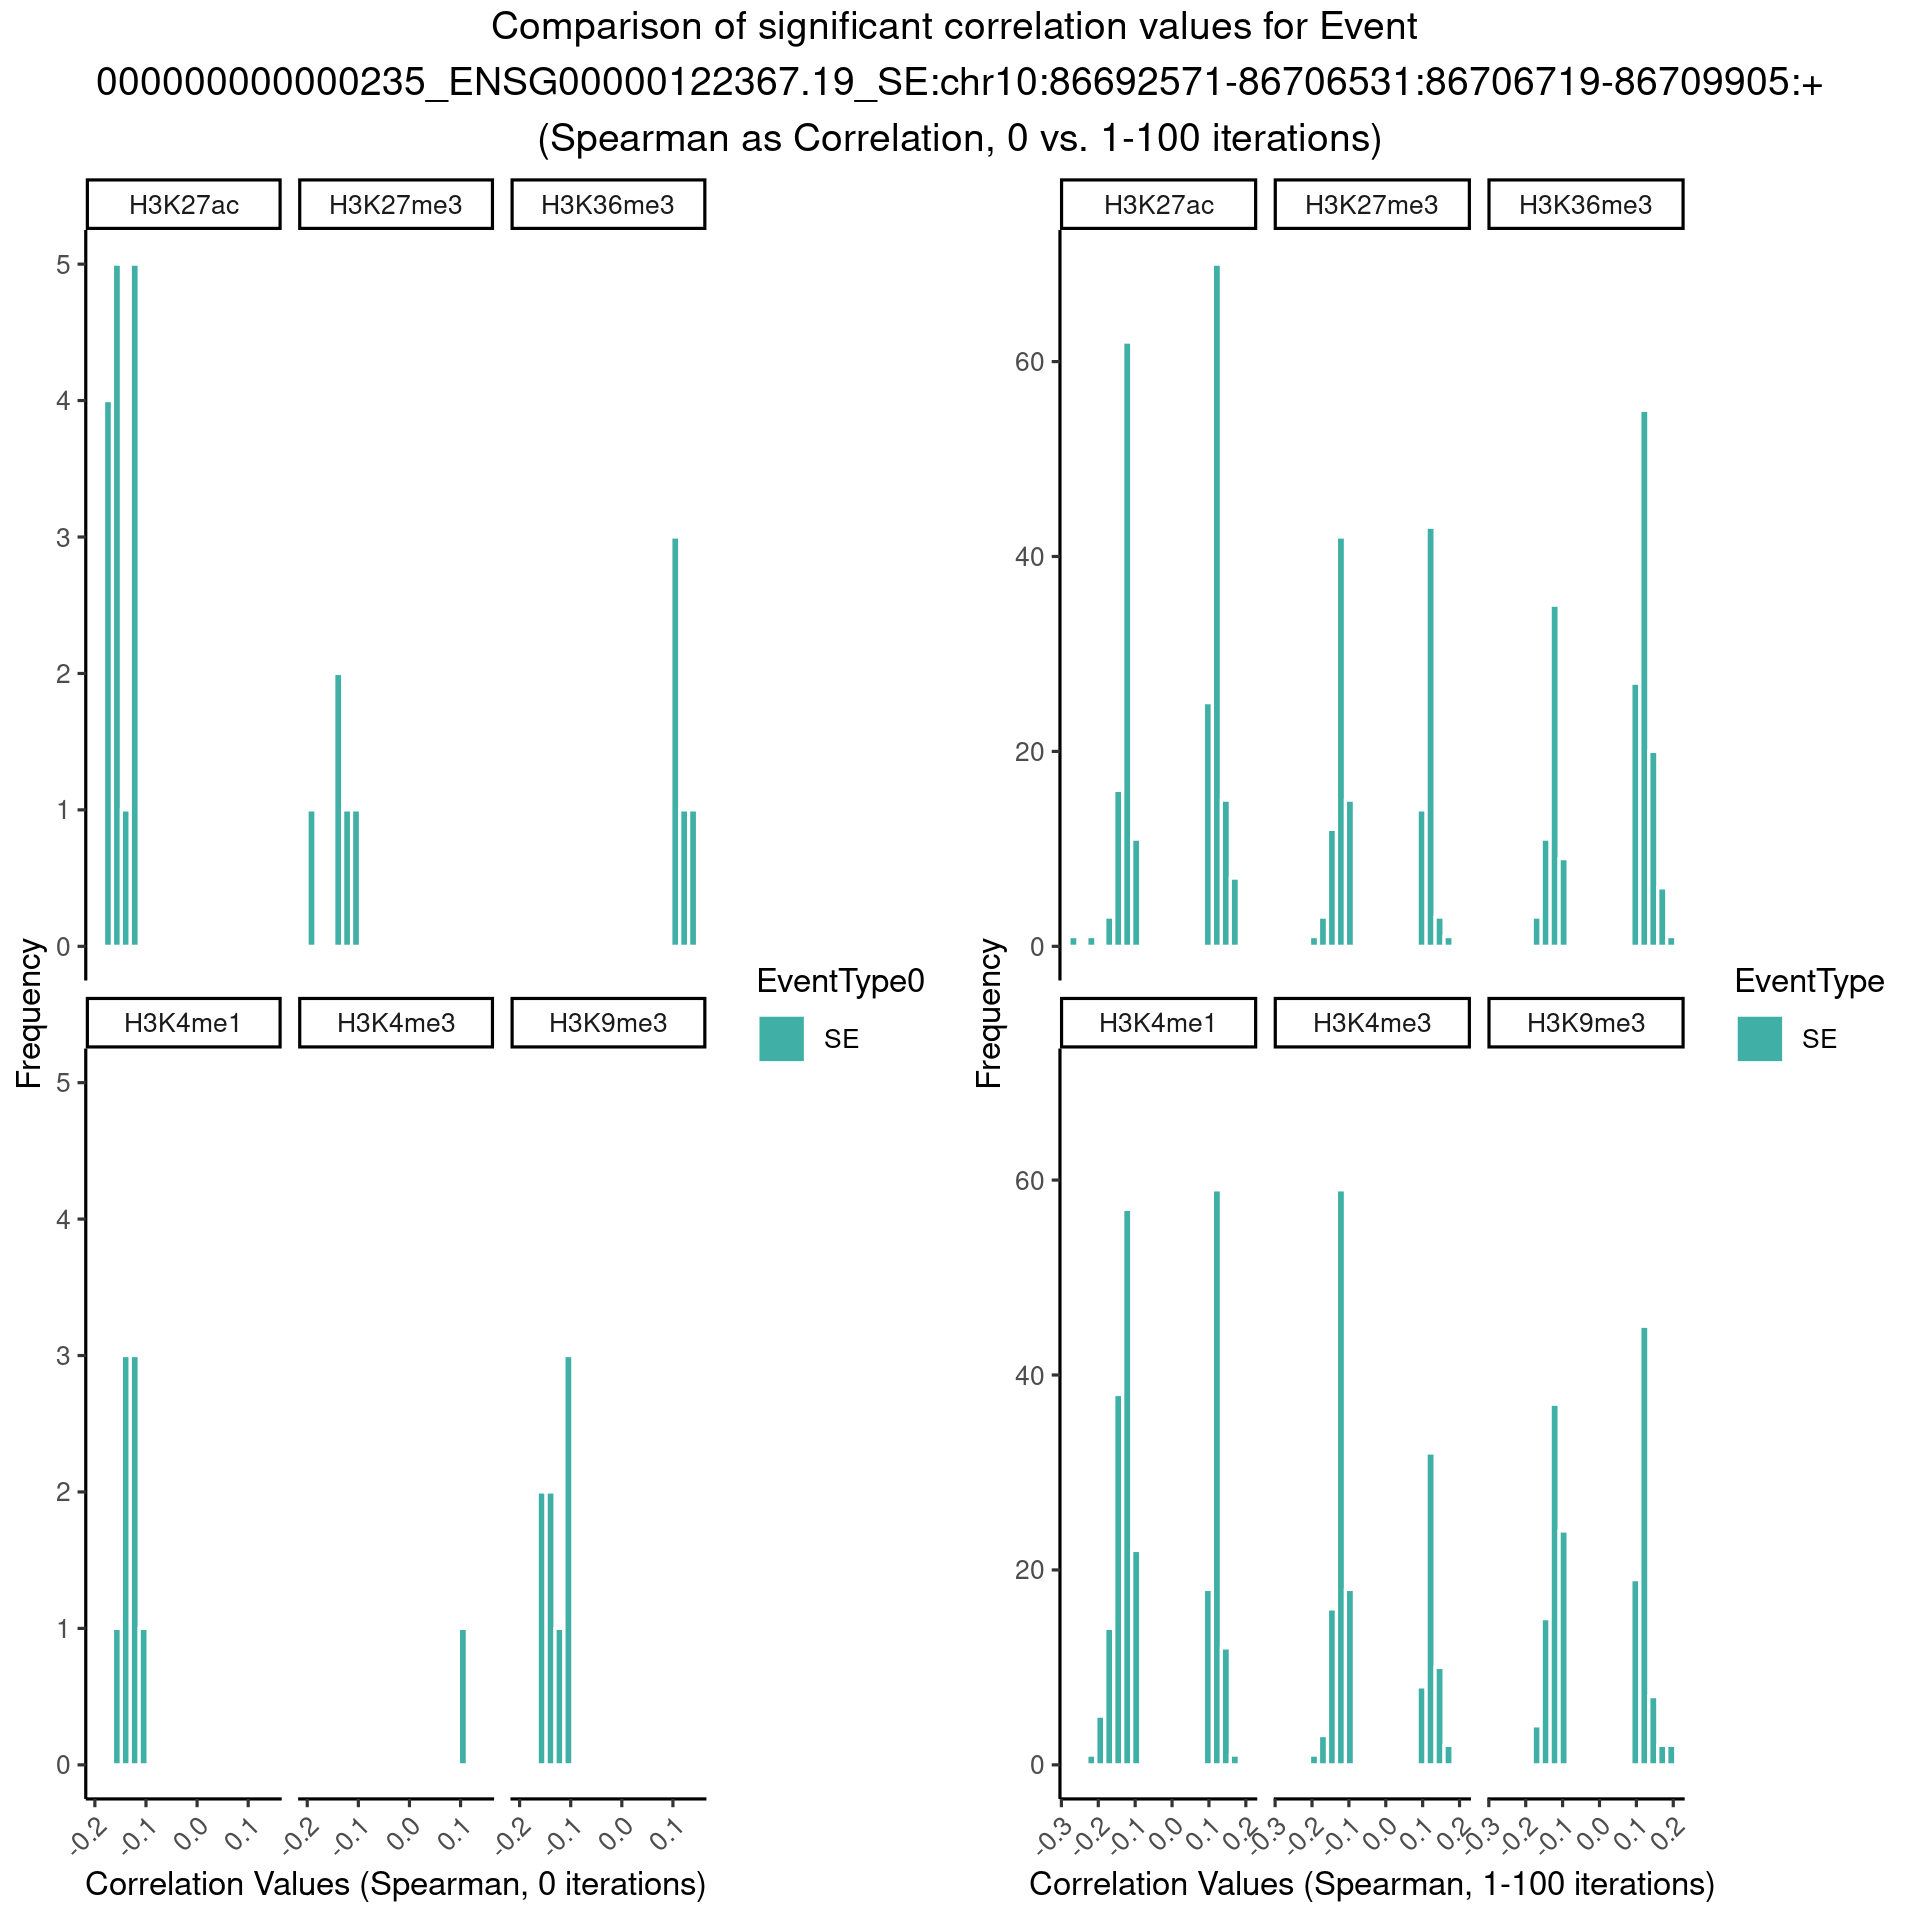 Comparison of significant correlation values for Event
000000000000235_ENSG00000122367.19_SE:chr10:86692571-86706531:86706719-86709905:+
(Spearman as Correlation, 0 vs. 1-100 iterations)
H3K27ac H3K27me3 H3K36me3
5
4
3
2
1
0
H3K4me1 H3K4me3 H3K9me3
5
4
3
2
1
0
Frequency
-0.2 -0.1 0.0 0.1 -0.2 -0.1 0.0 0.1 -0.2 -0.1 0.0 0.1
Correlation Values (Spearman, 0 iterations)
EventType0
SE
H3K27ac H3K27me3 H3K36me3
60
40
20
0
H3K4me1 H3K4me3 H3K9me3
60
40
20
0
Frequency
-0.3 -0.2 -0.1 0.0 0.1 0.2 -0.3 -0.2 -0.1 0.0 0.1 0.2 -0.3 -0.2 -0.1 0.0 0.1 0.2
Correlation Values (Spearman, 1-100 iterations)
EventType
SE